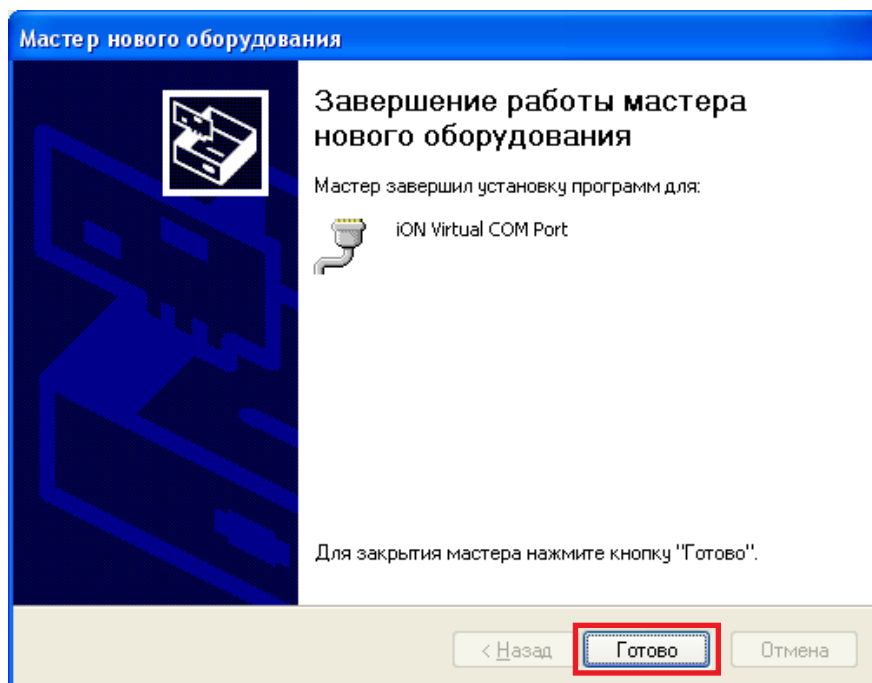 Мастер нового оборудования
Завершение работы мастера
нового оборудования
Мастер завершил установку программ для:
iON Virtual COM Port
Для закрытия мастера нажмите кнопку "Готово".
< Назад
Готово
Отмена